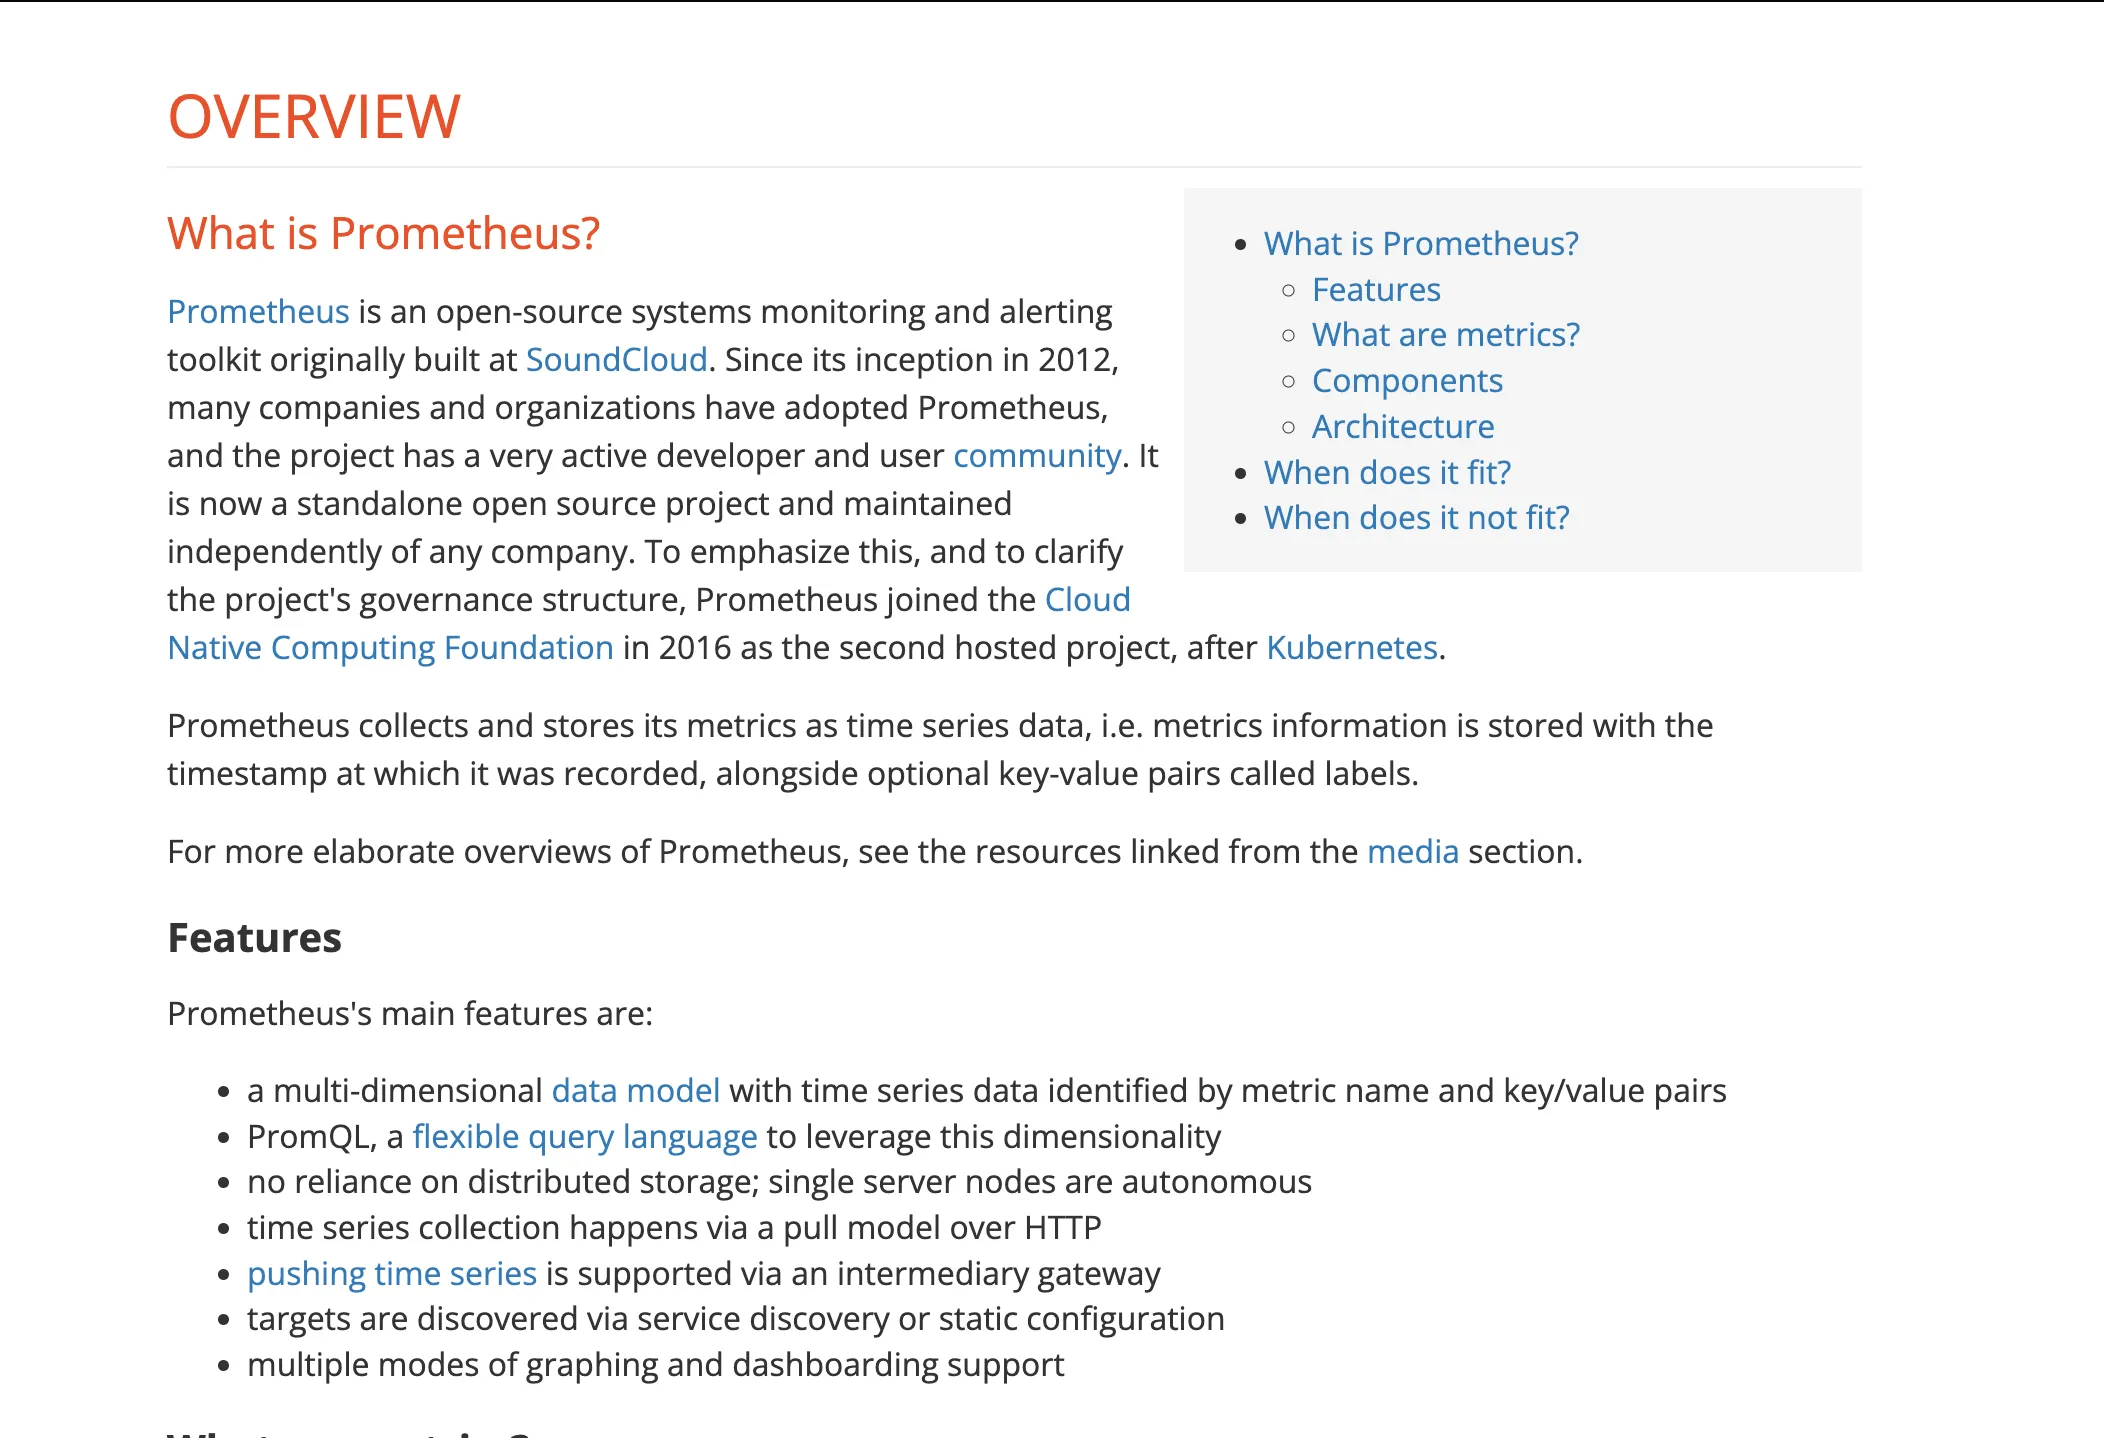 OVERVIEW
What is Prometheus?
Prometheus is an open-source systems monitoring and alerting
toolkit originally built at SoundCloud. Since its inception in 2012,
many companies and organizations have adopted Prometheus,
and the project has a very active developer and user community. It
is now a standalone open source project and maintained
independently of any company. To emphasize this, and to clarify
the project's governance structure, Prometheus joined the Cloud
Native Computing Foundation in 2016 as the second hosted project, after Kubernetes.
What is Prometheus?
Features
What are metrics?
Components
Architecture
When does it fit?
When does it not fit?
Prometheus collects and stores its metrics as time series data, i.e. metrics information is stored with the
timestamp at which it was recorded, alongside optional key-value pairs called labels.
For more elaborate overviews of Prometheus, see the resources linked from the media section.
Features
Prometheus's main features are:
• a multi-dimensional data model with time series data identified by metric name and key/value pairs
• PromQL, a flexible query language to leverage this dimensionality
• no reliance on distributed storage; single server nodes are autonomous
• time series collection happens via a pull model over HTTP
• pushing time series is supported via an intermediary gateway
• targets are discovered via service discovery or static configuration
• multiple modes of graphing and dashboarding support